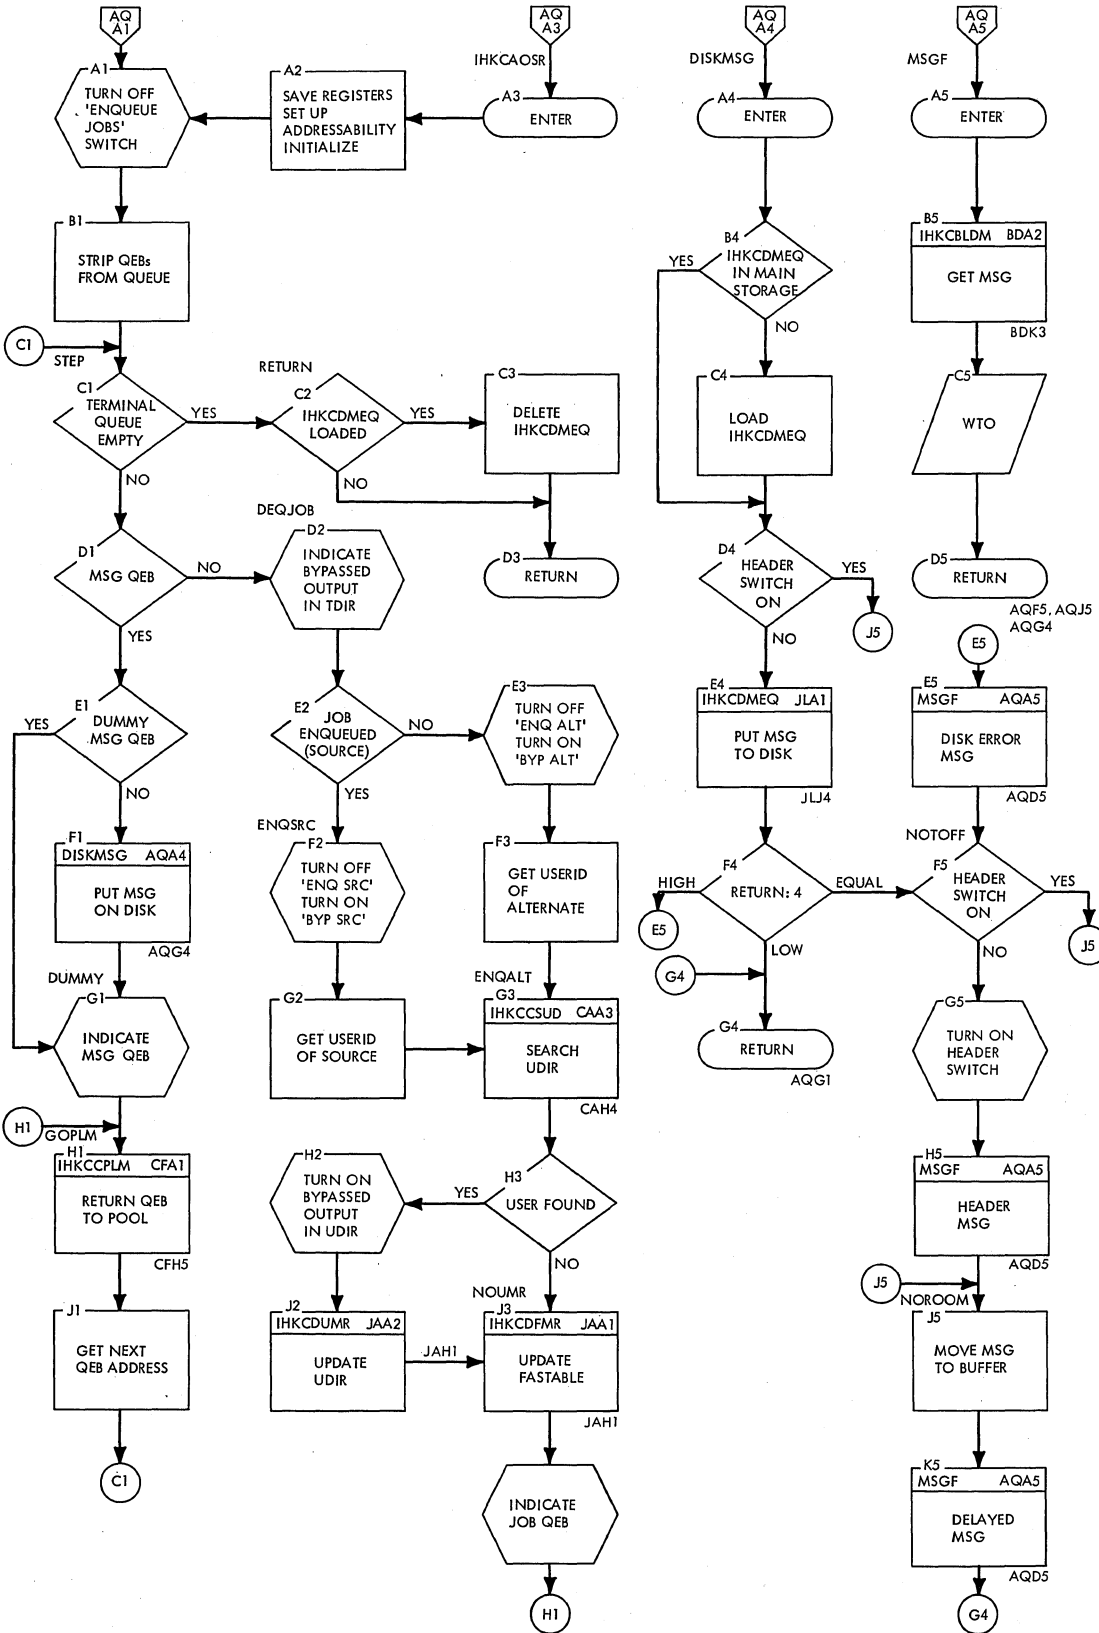 AQ
A1
A1
TURN OFF
'ENQUEUE
JOBS'
SWITCH
B1
STRIP QEBs
FROM QUEUE
C1
STEP
C1
TERMINAL
QUEUE
EMPTY
YES
NO
D1
MSG QEB
NO
YES
E1
DUMMY
MSG QEB
YES
NO
F1
DISKMSG AQA4
PUT MSG
ON DISK
AQG4
DUMMY
G1
INDICATE
MSG QEB
H1
GOPLM
H1
IHKCCPLM CFA1
RETURN QEB
TO POOL
CFH5
J1
GET NEXT
QEB ADDRESS
C1
A2
SAVE REGISTERS
SET UP
ADDRESSABILITY
INITIALIZE
RETURN
C2
IHKCDMEQ
LOADED
YES
NO
DEQJOB
D2
INDICATE
BYPASSED
OUTPUT
IN TDIR
E2
JOB
ENQUEUED
(SOURCE)
NO
YES
ENQSRC
F2
TURN OFF
'ENQ SRC'
TURN ON
'BYP SRC'
G2
GET USERID
OF SOURCE
H2
TURN ON
BYPASSED
OUTPUT
IN UDIR
J2
IHKCDUMR JAA2
UPDATE
UDIR
JAH1
AQ
A3
IHKCAOSR
A3
ENTER
C3
DELETE
IHKCDMEQ
D3
RETURN
E3
TURN OFF
'ENQ ALT'
TURN ON
'BYP ALT'
F3
GET USERID
OF
ALTERNATE
ENQALT
G3
IHKCCSUD CAA3
SEARCH
UDIR
CAH4
H3
USER FOUND
YES
NO
NOUMR
J3
IHKCDFMR JAA1
UPDATE
FASTABLE
JAH1
INDICATE
JOB QEB
H1
AQ
A4
DISKMSG
A4
ENTER
B4
IHKCDMEQ
IN MAIN
STORAGE
YES
NO
C4
LOAD
IHKCDMEQ
D4
HEADER
SWITCH
ON
YES
J5
NO
E4
IHKCDMEQ JLA1
PUT MSG
TO DISK
JLJ4
F4
RETURN: 4
HIGH
E5
EQUAL
LOW
G4
G4
RETURN
AQG1
AQ
A5
MSGF
A5
ENTER
B5
IHKCBLDM BDA2
GET MSG
BDK3
C5
WTO
D5
RETURN
AQF5, AQJ5
AQG4
E5
E5
MSGF AQA5
DISK ERROR
MSG
AQD5
NOTOFF
F5
HEADER
SWITCH
ON
YES
J5
NO
G5
TURN ON
HEADER
SWITCH
H5
MSGF AQA5
HEADER
MSG
AQD5
J5
NOROOM
J5
MOVE MSG
TO BUFFER
K5
MSGF AQA5
DELAYED
MSG
AQD5
G4